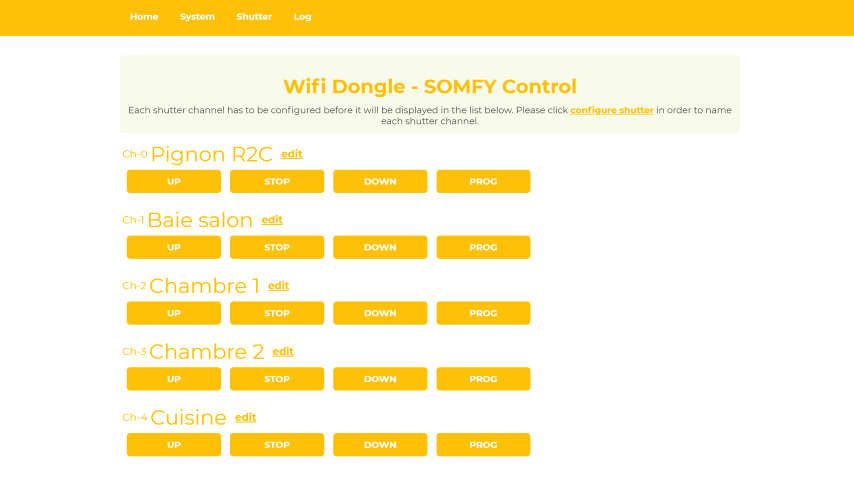 Home System Shutter Log
Wifi Dongle - SOMFY Control
Each shutter channel has to be configured before it will be displayed in the list below. Please click configure shutter in order to name
each shutter channel.
Ch-0 Pignon R2C edit
UP STOP DOWN PROG
Ch-1 Baie salon edit
UP STOP DOWN PROG
Ch-2 Chambre 1 edit
UP STOP DOWN PROG
Ch-3 Chambre 2 edit
UP STOP DOWN PROG
Ch-4 Cuisine edit
UP STOP DOWN PROG